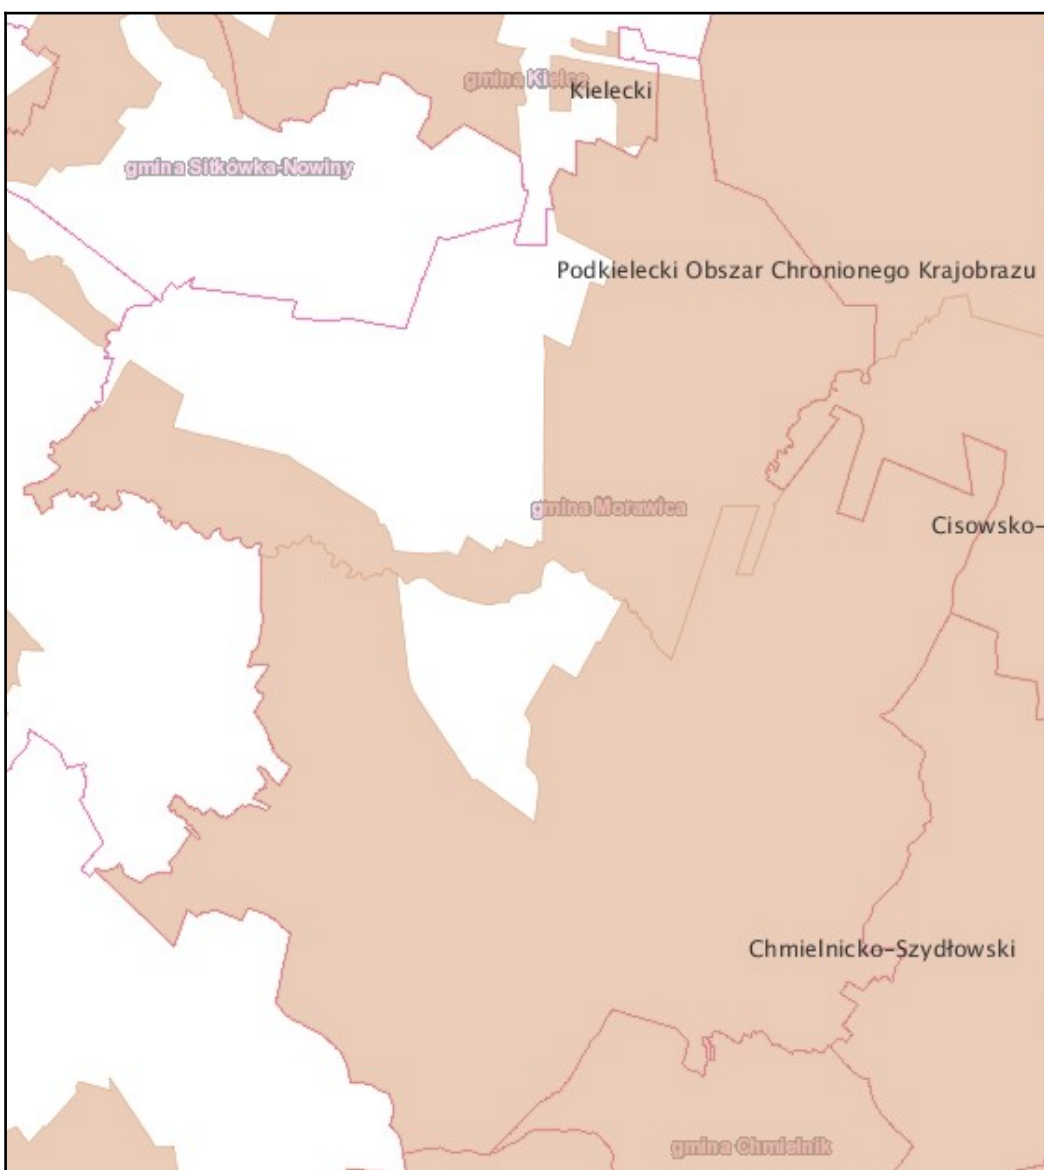 gmina Kielce
Kielecki
gmina Sitkówka-Nowiny
Podkielecki Obszar Chronionego Krajobrazu
gmina Morawica
Cisowsko-
Chmielnicko-Szydłowski
gmina Chmielnik